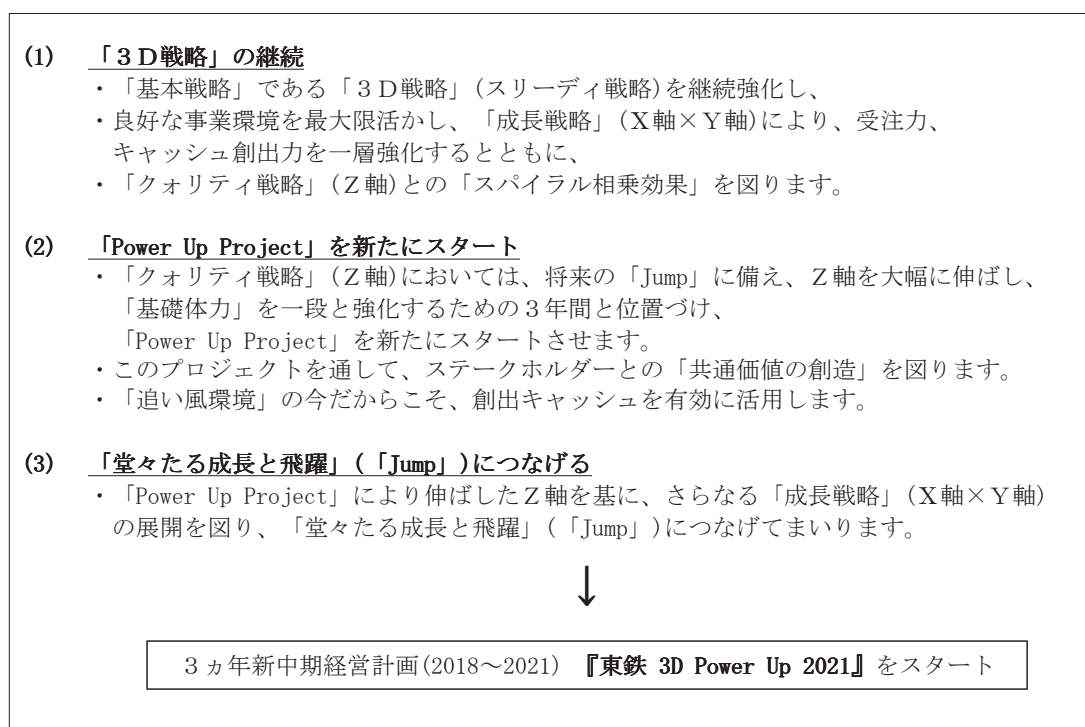 (1) 「３Ｄ戦略」の継続
・「基本戦略」である「３Ｄ戦略」(スリーディ戦略)を継続強化し、
・良好な事業環境を最大限活かし、「成長戦略」(Ｘ軸×Ｙ軸)により、受注力、
キャッシュ創出力を一層強化するとともに、
・「クォリティ戦略」(Ｚ軸)との「スパイラル相乗効果」を図ります。
(2) 「Power Up Project」を新たにスタート
・「クォリティ戦略」(Ｚ軸)においては、将来の「Jump」に備え、Ｚ軸を大幅に伸ばし、
「基礎体力」を一段と強化するための３年間と位置づけ、
「Power Up Project」を新たにスタートさせます。
・このプロジェクトを通して、ステークホルダーとの「共通価値の創造」を図ります。
・「追い風環境」の今だからこそ、創出キャッシュを有効に活用します。
(3) 「堂々たる成長と飛躍」(「Jump」)につなげる
・「Power Up Project」により伸ばしたＺ軸を基に、さらなる「成長戦略」(Ｘ軸×Ｙ軸)
の展開を図り、「堂々たる成長と飛躍」(「Jump」)につなげてまいります。
↓
３ヵ年新中期経営計画(2018～2021) 『東鉄 3D Power Up 2021』をスタート